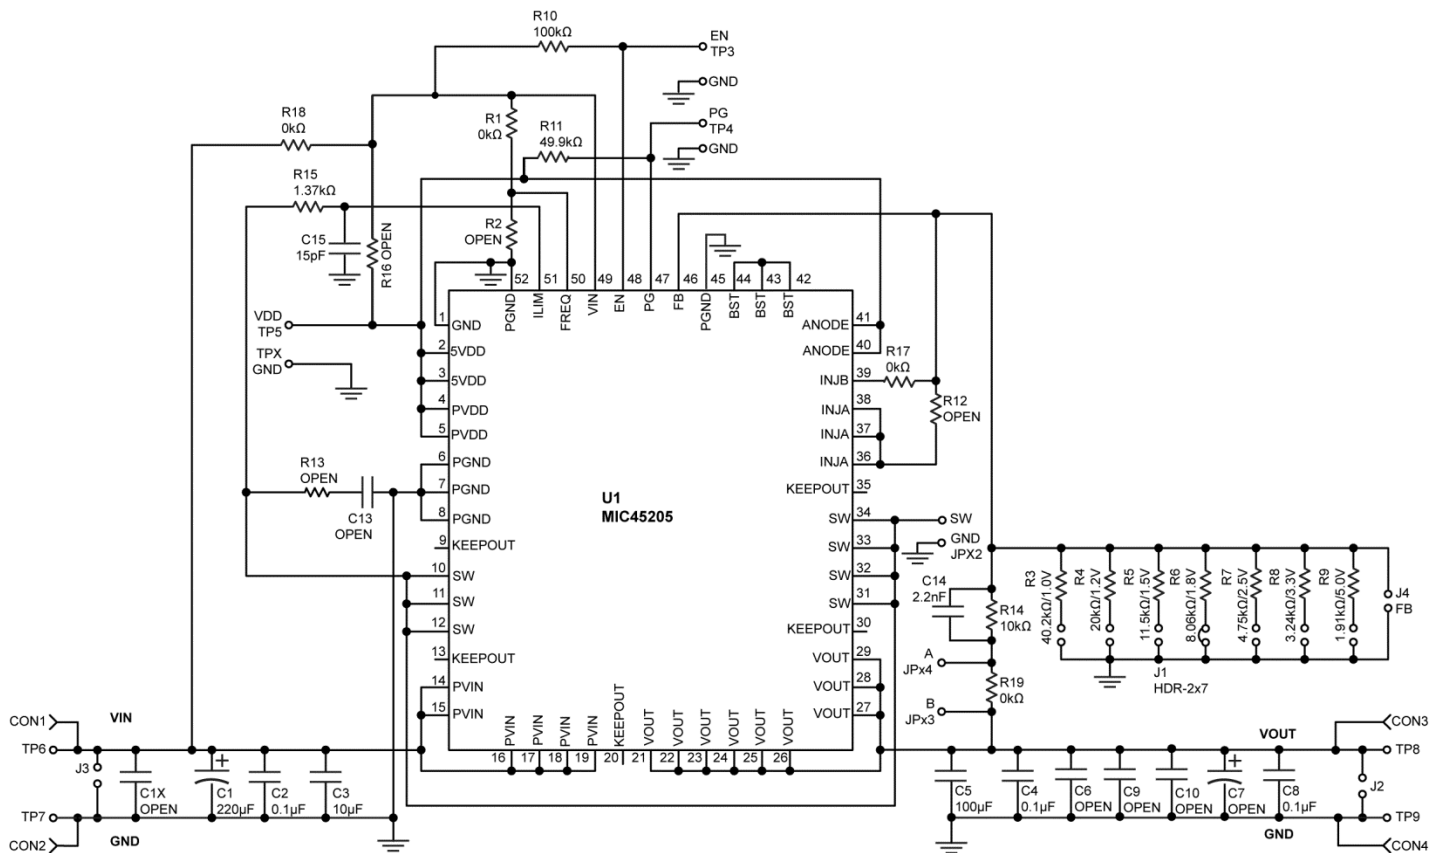 R10
100kΩ
EN
TP3
GND
R18
0kΩ
R1
0kΩ
R11
49.9kΩ
PG
TP4
GND
R15
1.37kΩ
C15
15pF
R16 OPEN
R2
OPEN
52 51 50 49 48 47 46 45 44 43 42
PGND ILIM FREQ VIN EN PG FB PGND BST BST BST
VDD
TP5
TPX
GND
1 GND
2 5VDD
3 5VDD
4 PVDD
5 PVDD
6 PGND
7 PGND
8 PGND
9 KEEPOUT
10 SW
11 SW
12 SW
13 KEEPOUT
14 PVIN
15 PVIN
R13
OPEN
C13
OPEN
U1
MIC45205
ANODE 41
ANODE 40
INJB 39
INJA 38
INJA 37
INJA 36
KEEPOUT 35
SW 34
SW 33
SW 32
SW 31
KEEPOUT 30
VOUT 29
VOUT 28
VOUT 27
R17
0kΩ
R12
OPEN
SW
GND
JPX2
C14
2.2nF
R14
10kΩ
A
JPx4
R19
0kΩ
B
JPx3
R3
40.2kΩ/1.0V
R4
20kΩ/1.2V
R5
11.5kΩ/1.5V
R6
8.06kΩ/1.8V
R7
4.75kΩ/2.5V
R8
3.24kΩ/3.3V
R9
1.91kΩ/5.0V
J4
FB
J1
HDR-2x7
PVIN PVIN PVIN PVIN KEEPOUT VOUT VOUT VOUT VOUT VOUT VOUT
16 17 18 19 20 21 22 23 24 25 26
CON1
VIN
TP6
J3
C1X
OPEN
C1
220µF
C2
0.1µF
C3
10µF
TP7
CON2
GND
VOUT
CON3
TP8
C5
100µF
C4
0.1µF
C6
OPEN
C9
OPEN
C10
OPEN
C7
OPEN
C8
0.1µF
J2
TP9
GND
CON4